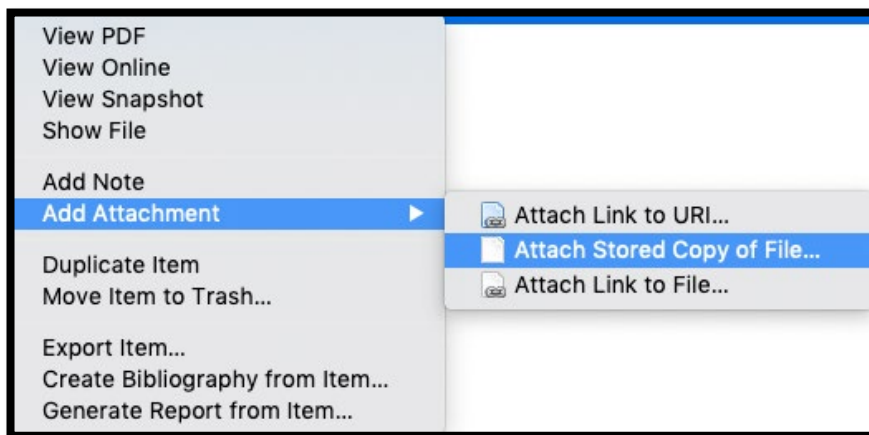 View PDF
View Online
View Snapshot
Show File
Add Note
Add Attachment
Attach Link to URI...
Attach Stored Copy of File...
Attach Link to File...
Duplicate Item
Move Item to Trash...
Export Item...
Create Bibliography from Item...
Generate Report from Item...